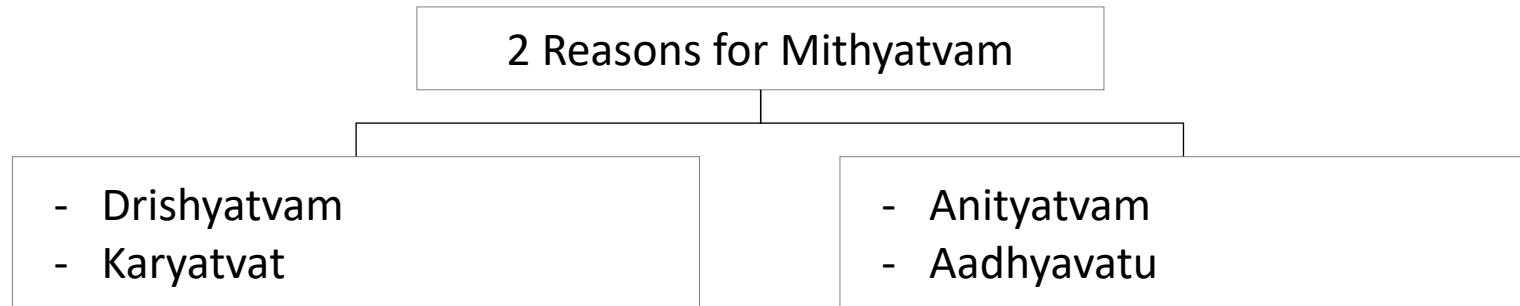 2 Reasons for Mithyatvam
- Drishyatvam
- Karyatvat
- Anityatvam
- Aadhyavatu